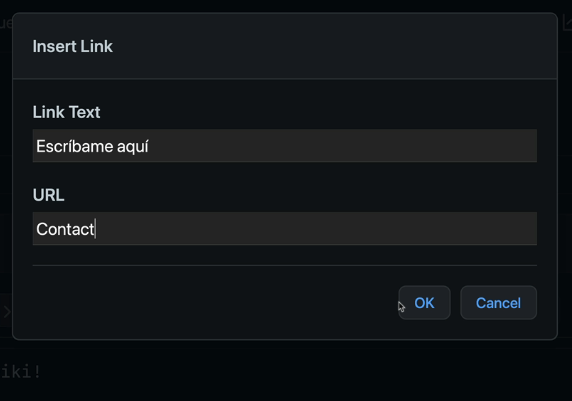 Insert Link
Link Text
Escríbame aquí
URL
Contact
OK Cancel
iki!